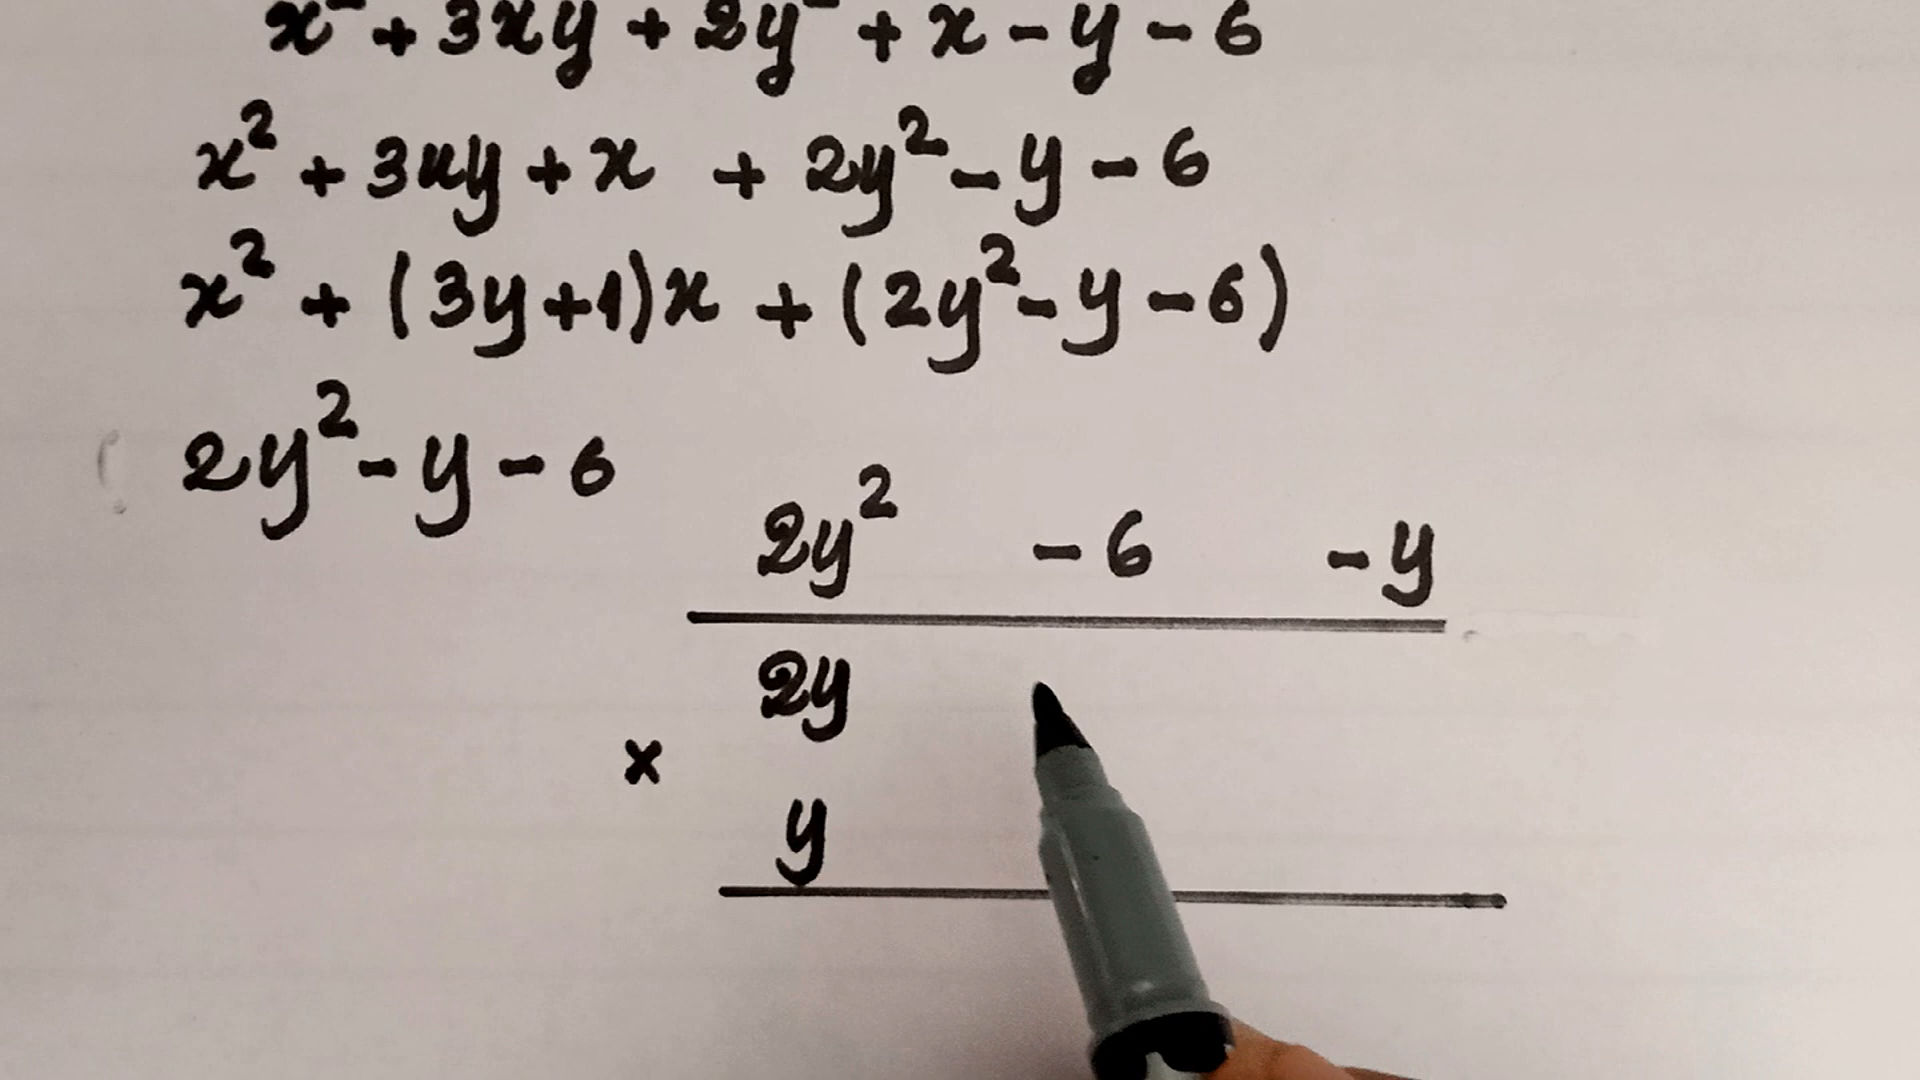 x² + 3xy + 2y² + x - y - 6
x² + 3xy + x + 2y² - y - 6
x² + (3y+1)x + (2y² - y - 6)
2y² - y - 6
2y² - 6 - y
2y
x
y